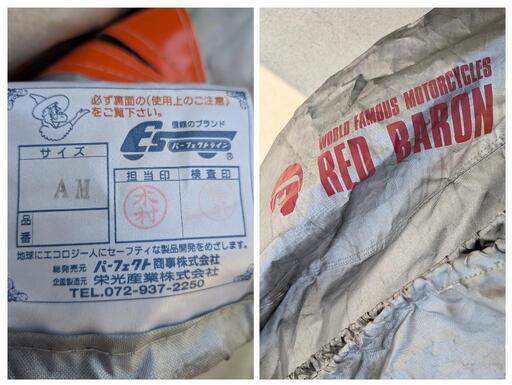 必ず裏面の(使用上のご注意)
をご覧下さい。
信頼のブランド
Es
パーフェクトライン
®
サイズ
AM
品番
担当印
検査印
木村
地球にエコロジー人にセーフティな製品開発をめざします。
総発売元 パーフェクト商事株式会社
企画製造元 栄光産業株式会社
TEL.072-937-2250
WORLD FAMOUS MOTORCYCLES
RED BARON